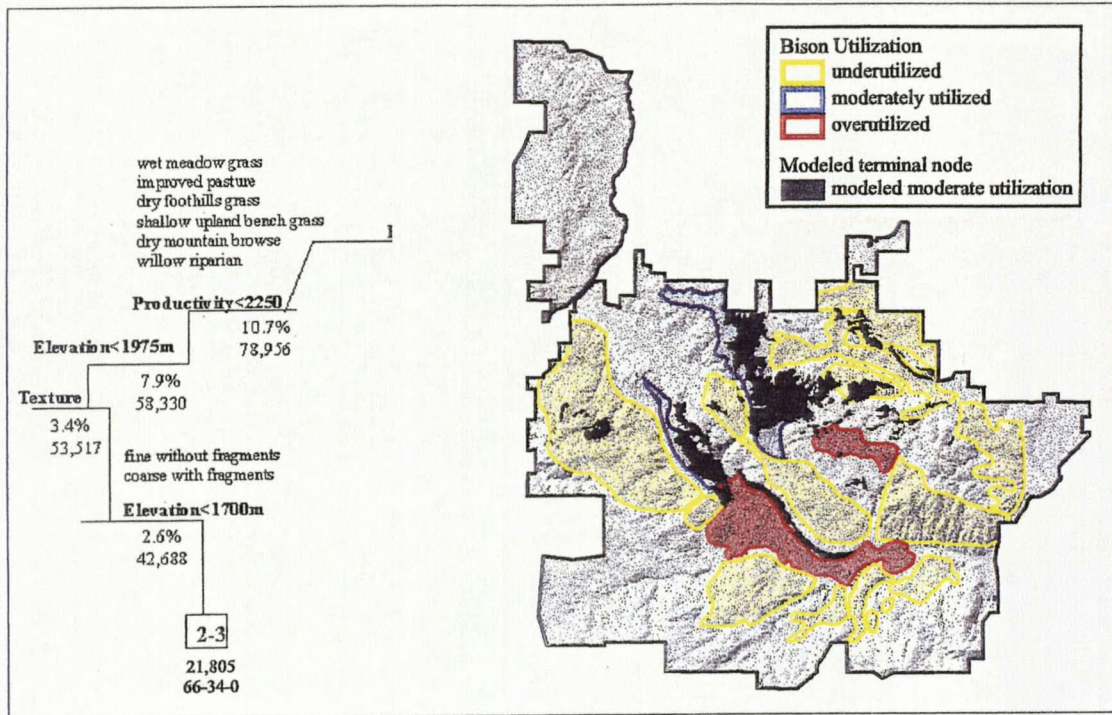 wet meadow grass
improved pasture
dry foothills grass
shallow upland bench grass
dry mountain browse
willow riparian
Productivity<2250
10.7%
78,956
Elevation<1975m
7.9%
58,330
Texture
3.4%
53,517
fine without fragments
coarse with fragments
Elevation<1700m
2.6%
42,688
2-3
21,805
66-34-0
Bison Utilization
underutilized
moderately utilized
overutilized
Modeled terminal node
modeled moderate utilization